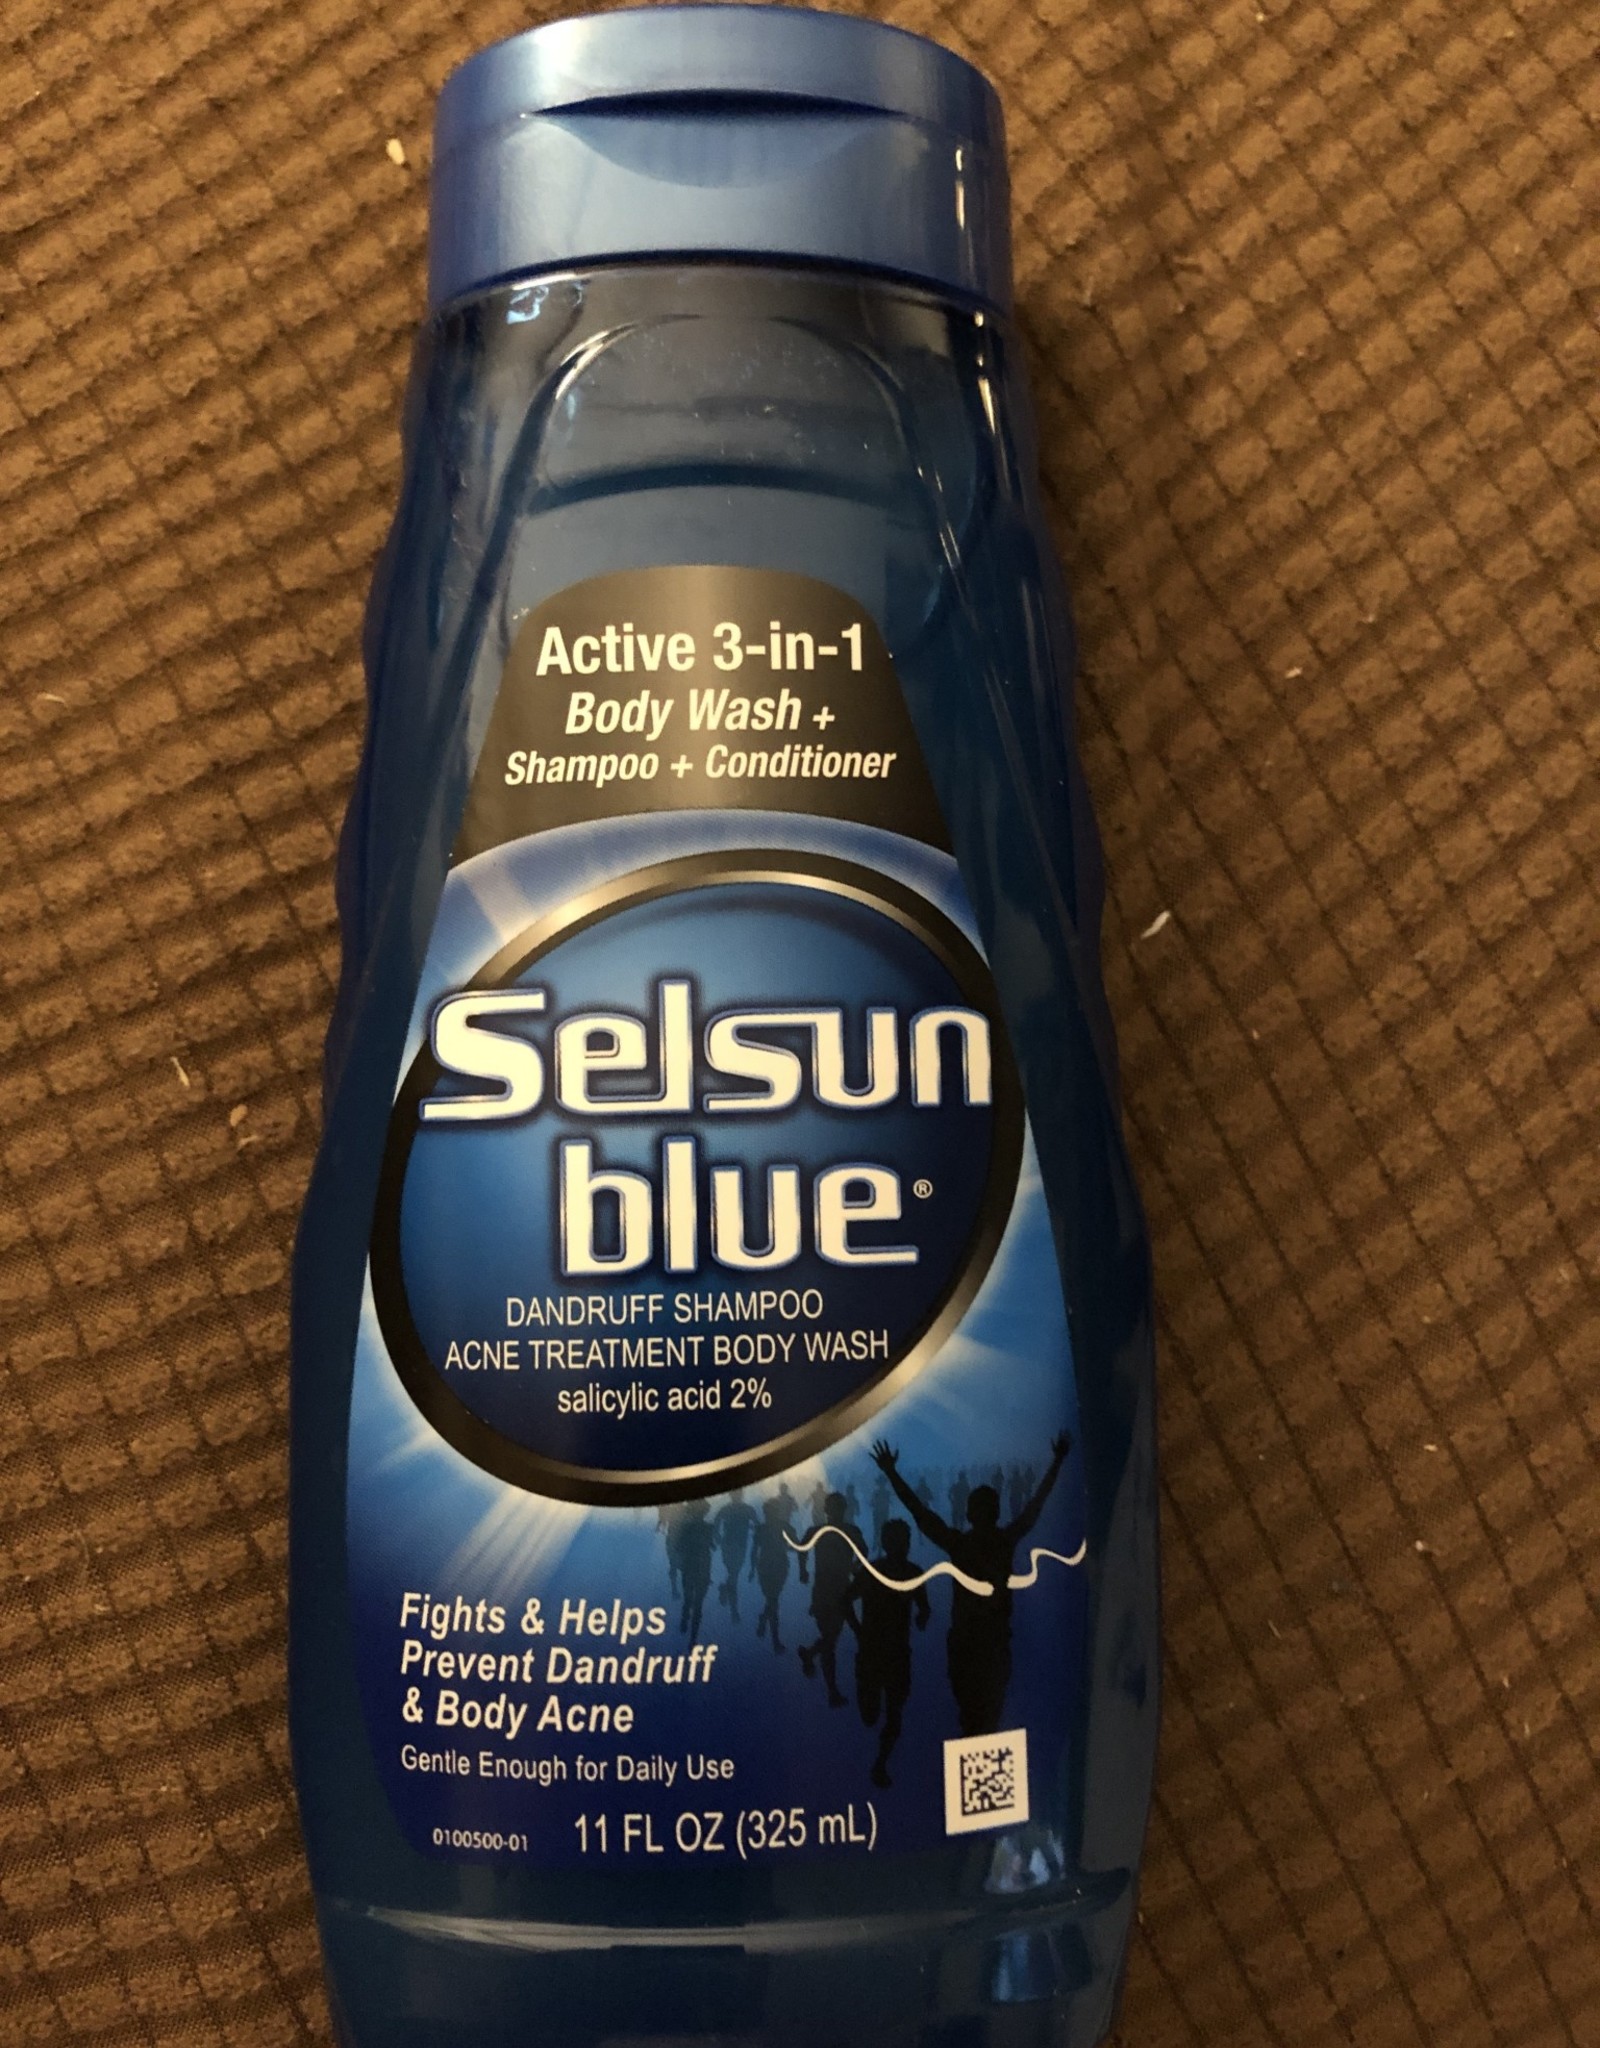 Active 3-in-1
Body Wash +
Shampoo + Conditioner
Selsun
blue®
DANDRUFF SHAMPOO
ACNE TREATMENT BODY WASH
salicylic acid 2%
Fights & Helps
Prevent Dandruff
& Body Acne
Gentle Enough for Daily Use
0100500-01 11 FL OZ (325 mL)